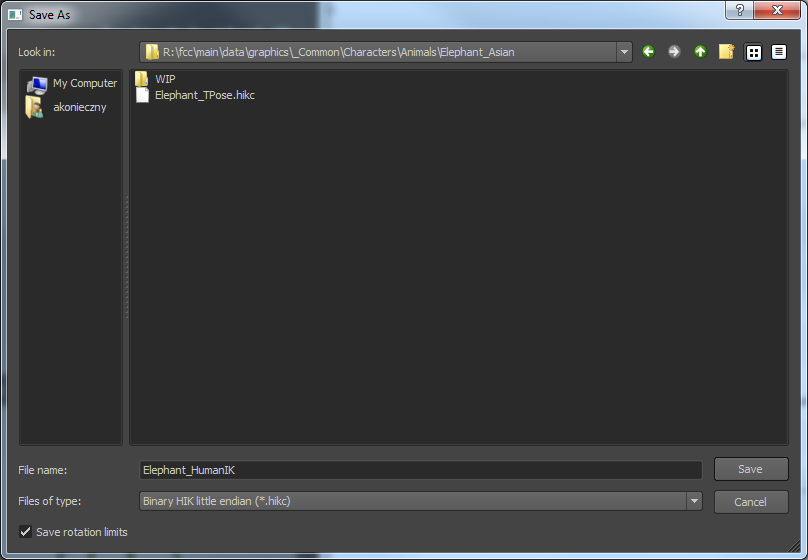 Save As
?
Look in:
R:\fcc\main\data\graphics\_Common\Characters\Animals\Elephant_Asian
My Computer
akonieczny
WIP
Elephant_TPose.hikc
File name:
Elephant_HumanIK
Save
Files of type:
Binary HIK little endian (*.hikc)
Cancel
Save rotation limits